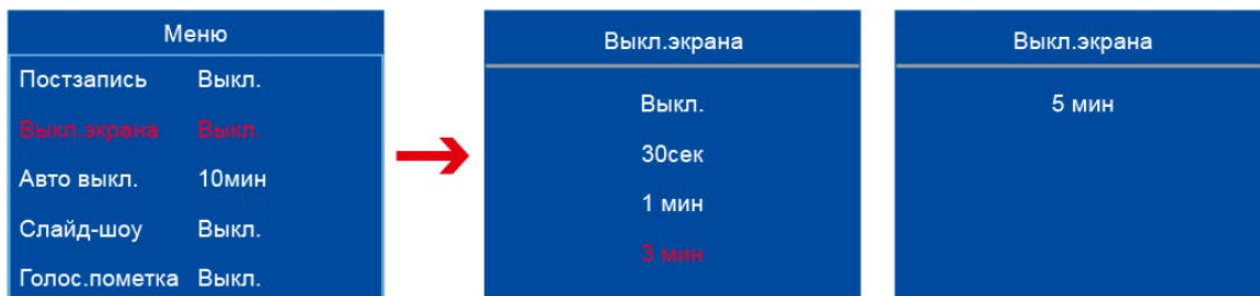 Меню
Постзапись Выкл.
Выкл.экрана Выкл.
Авто выкл. 10мин
Слайд-шоу Выкл.
Голос.пометка Выкл.
Выкл.экрана
Выкл.
30сек
1 мин
3 мин
Выкл.экрана
5 мин